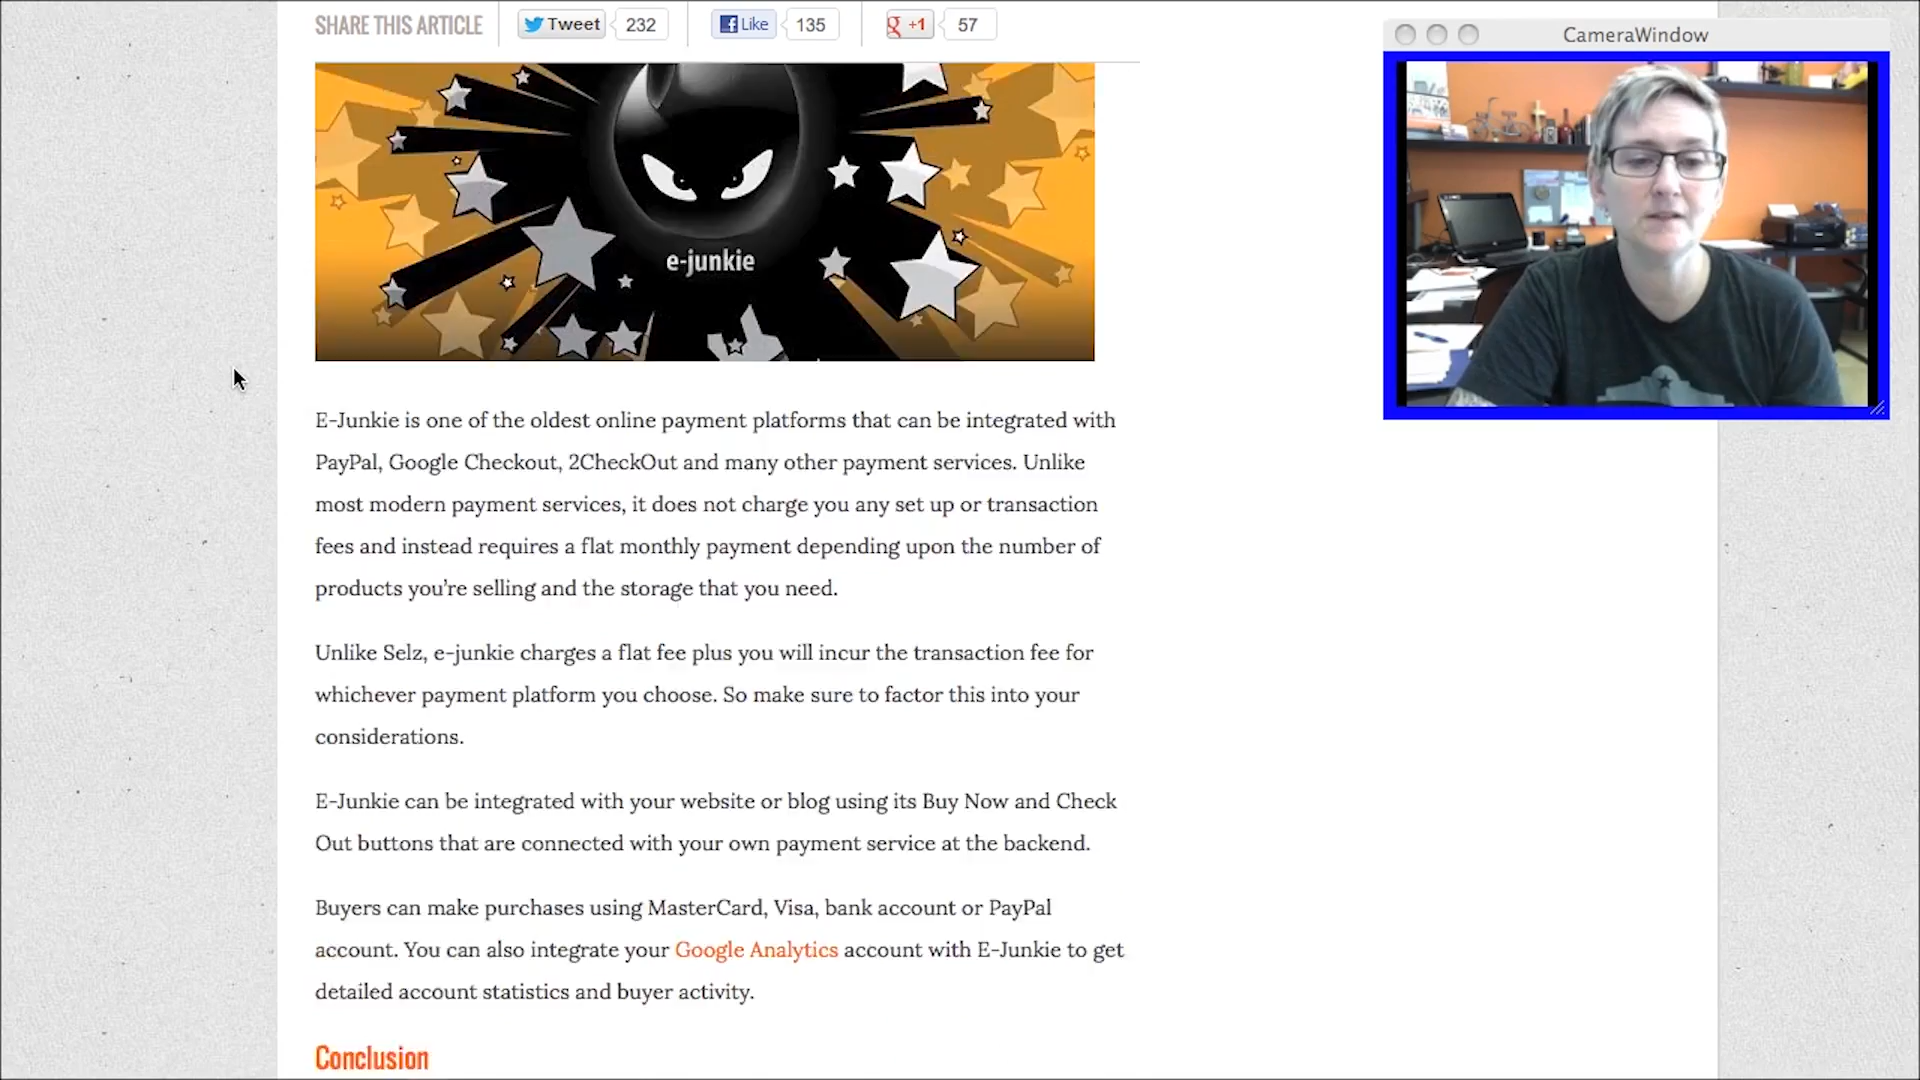 SHARE THIS ARTICLE
Tweet 232
Like 135
+1 57
CameraWindow
e-junkie
E-Junkie is one of the oldest online payment platforms that can be integrated with
PayPal, Google Checkout, 2CheckOut and many other payment services. Unlike
most modern payment services, it does not charge you any set up or transaction
fees and instead requires a flat monthly payment depending upon the number of
products you're selling and the storage that you need.
Unlike Selz, e-junkie charges a flat fee plus you will incur the transaction fee for
whichever payment platform you choose. So make sure to factor this into your
considerations.
E-Junkie can be integrated with your website or blog using its Buy Now and Check
Out buttons that are connected with your own payment service at the backend.
Buyers can make purchases using MasterCard, Visa, bank account or PayPal
account. You can also integrate your Google Analytics account with E-Junkie to get
detailed account statistics and buyer activity.
Conclusion